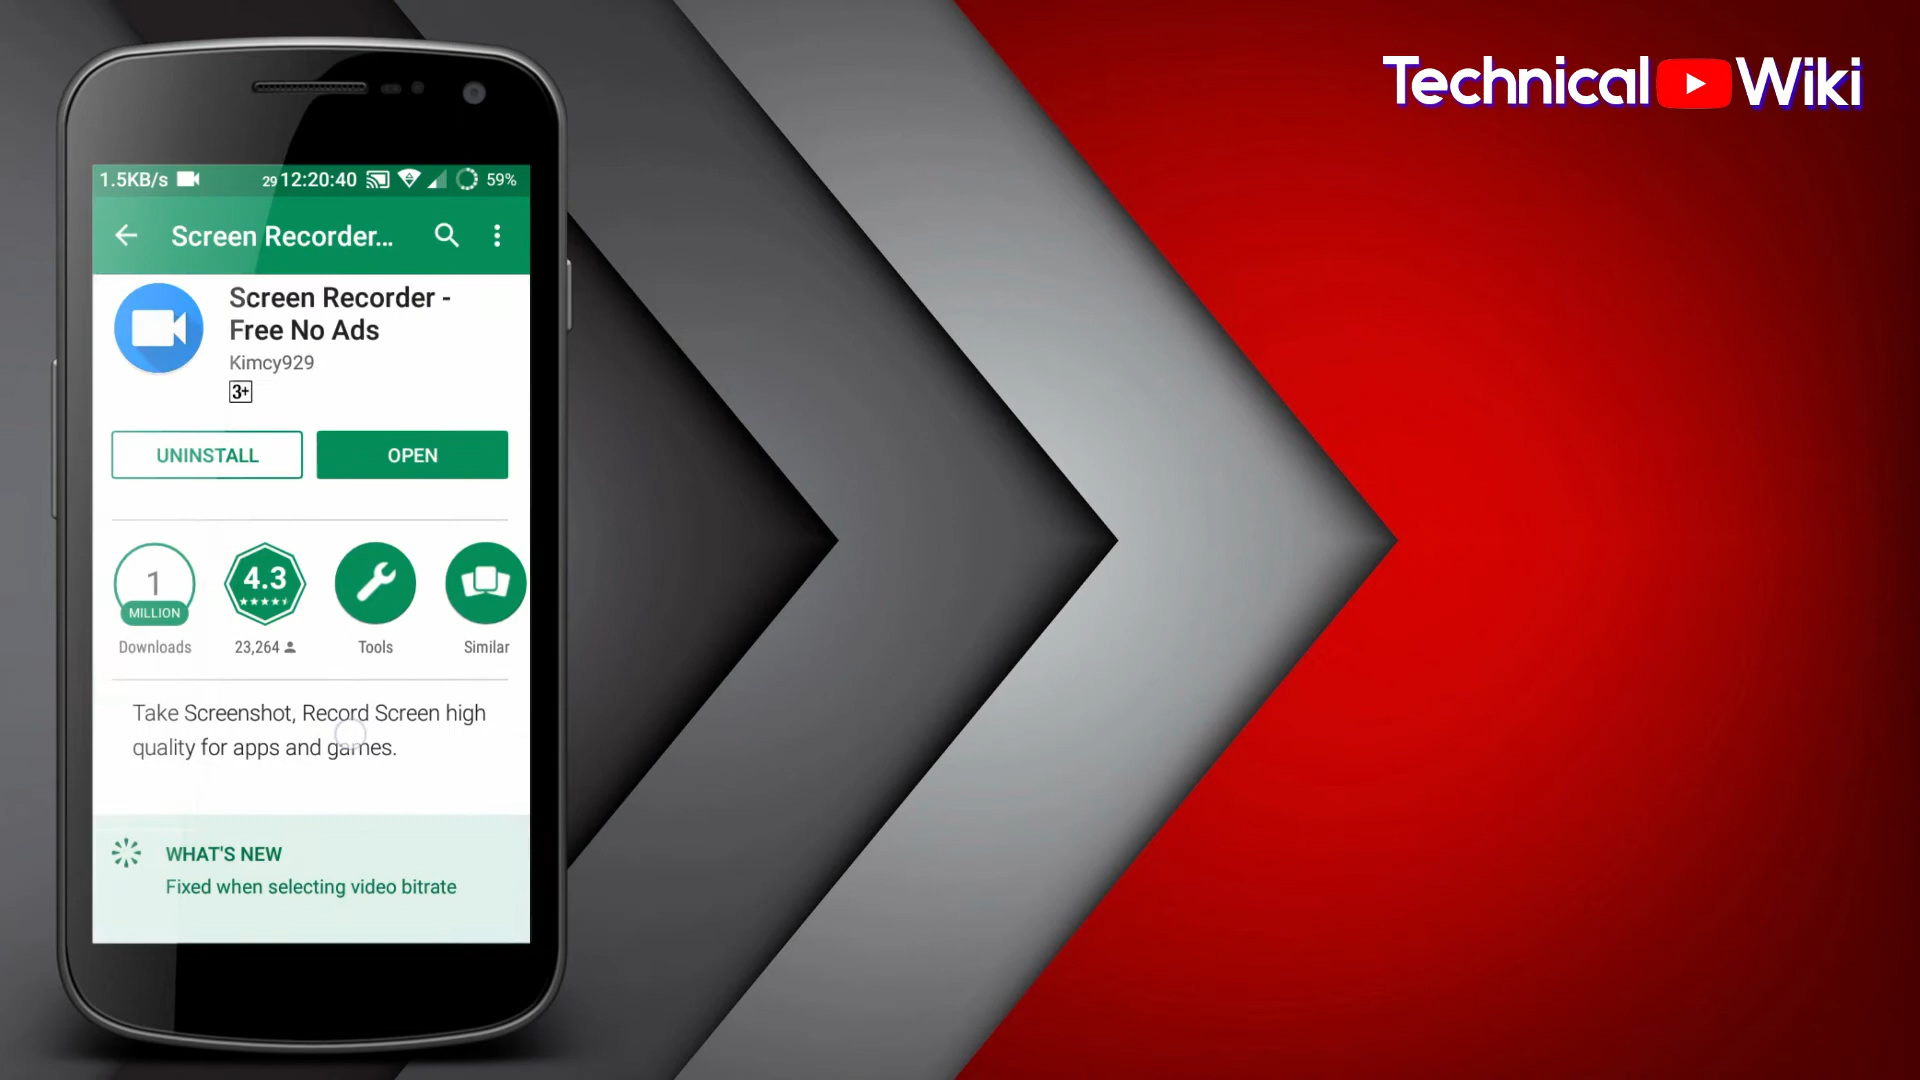 Technical Wiki
1.5KB/s 29 12:20:40 59%
Screen Recorder...
Screen Recorder -
Free No Ads
Kimcy929
3+
UNINSTALL OPEN
1 MILLION 4.3
Downloads 23,264 Tools Similar
Take Screenshot, Record Screen high
quality for apps and games.
WHAT'S NEW
Fixed when selecting video bitrate